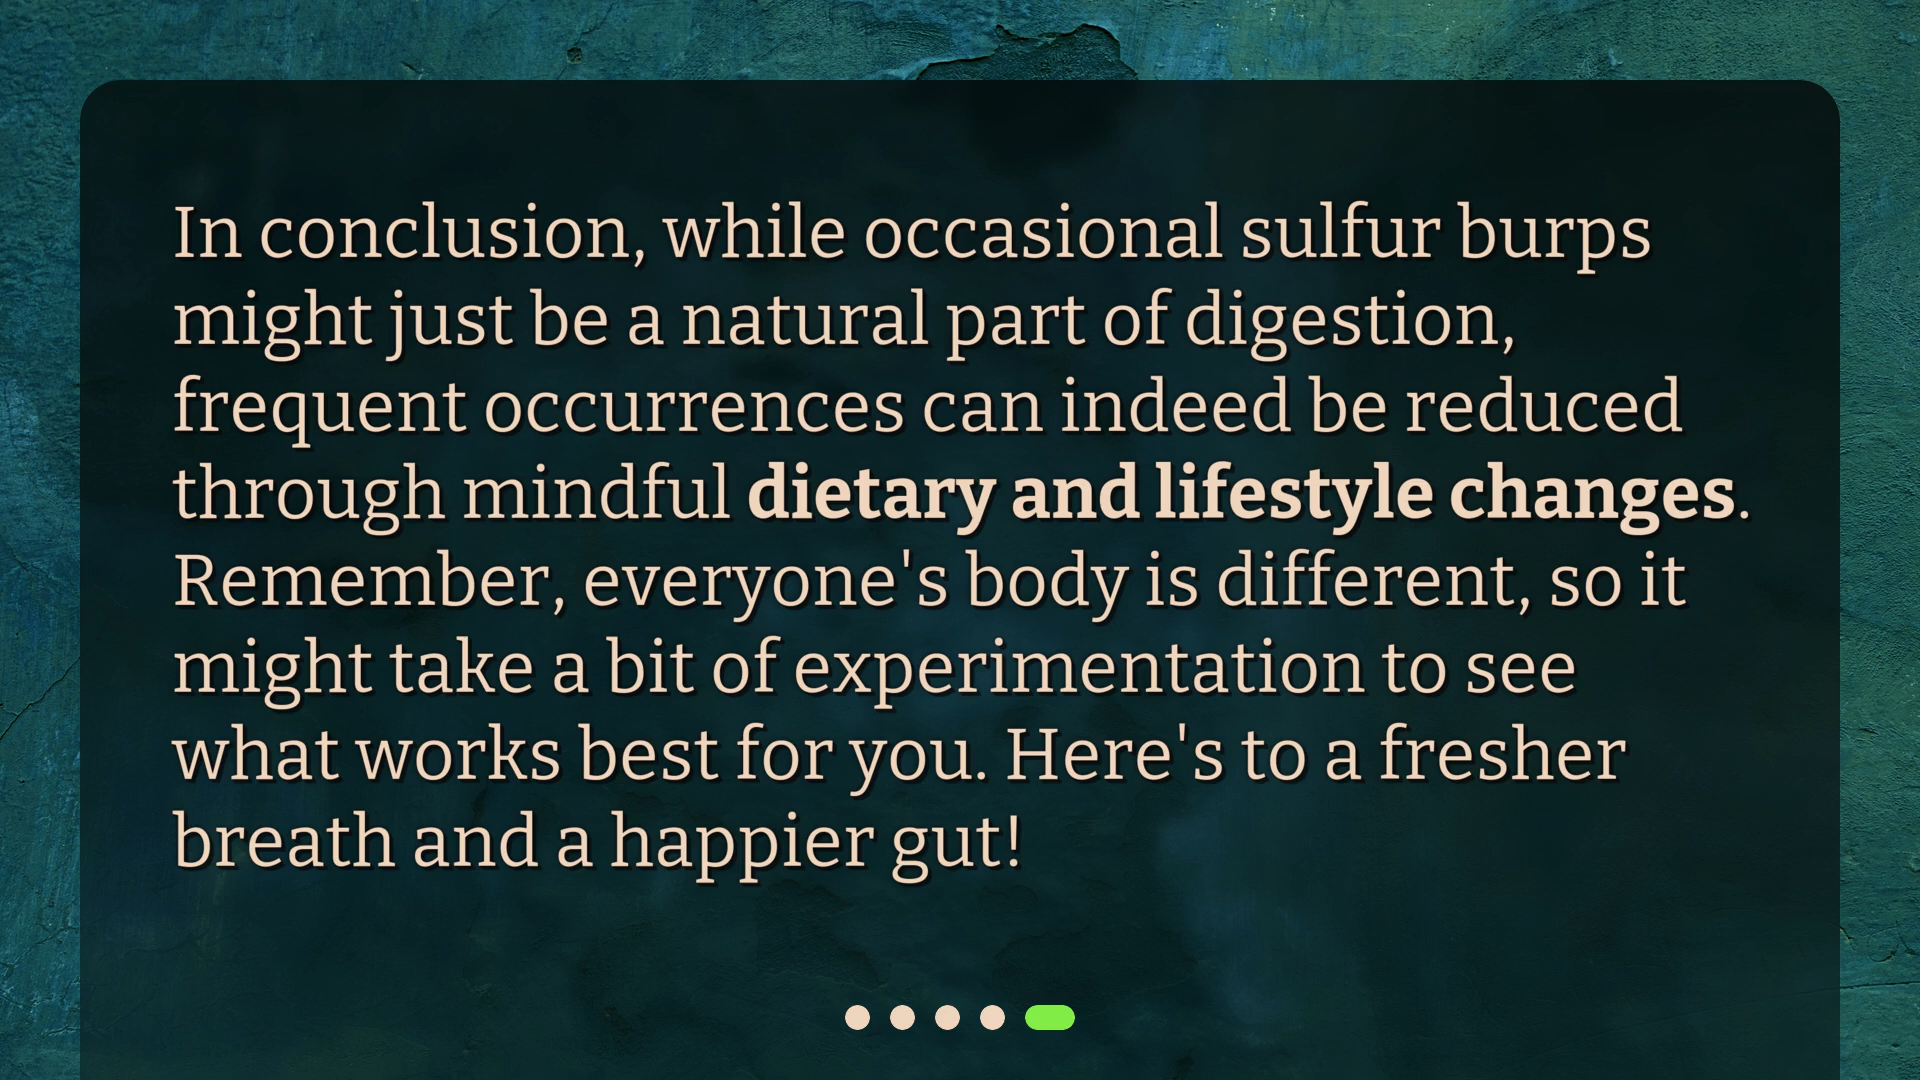 In conclusion, while occasional sulfur burps
might just be a natural part of digestion,
frequent occurrences can indeed be reduced
through mindful dietary and lifestyle changes.
Remember, everyone's body is different, so it
might take a bit of experimentation to see
what works best for you. Here's to a fresher
breath and a happier gut!